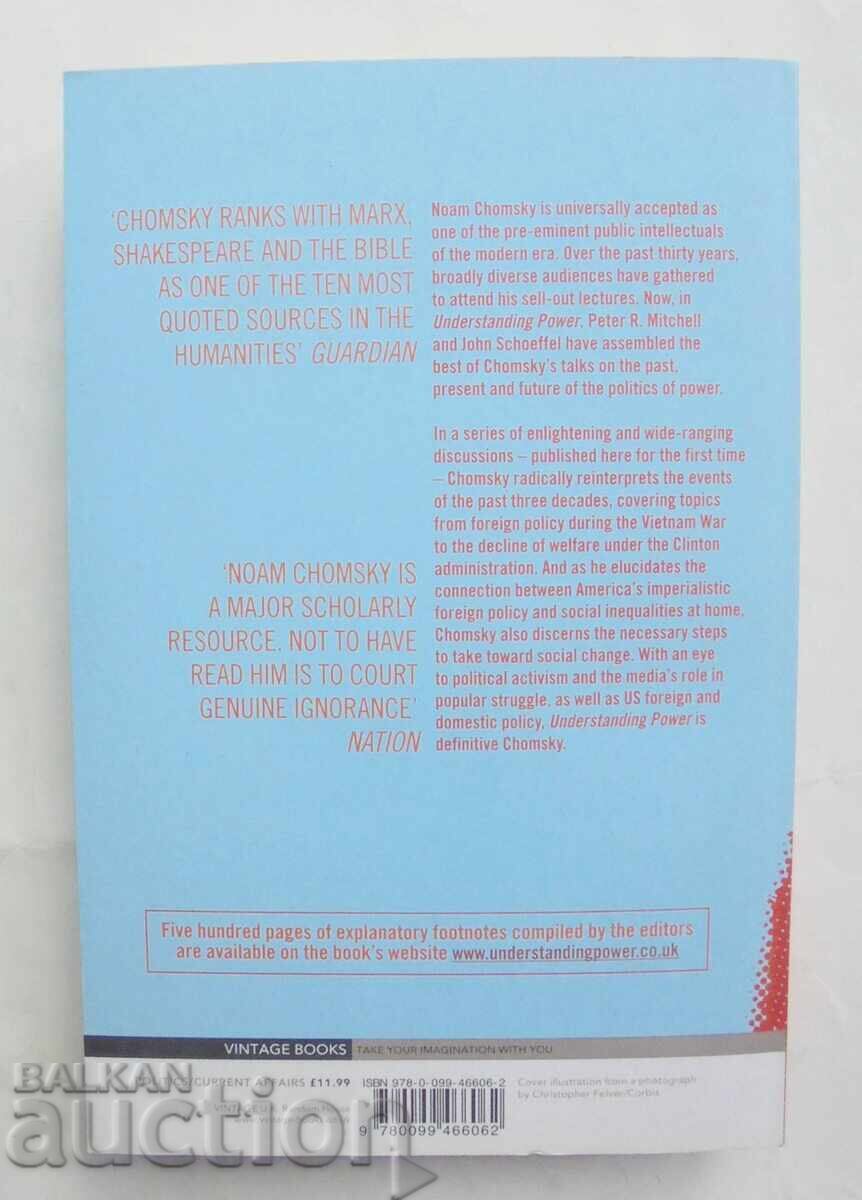 'CHOMSKY RANKS WITH MARX,
SHAKESPEARE AND THE BIBLE
AS ONE OF THE TEN MOST
QUOTED SOURCES IN THE
HUMANITIES' GUARDIAN
'NOAM CHOMSKY IS
A MAJOR SCHOLARLY
RESOURCE. NOT TO HAVE
READ HIM IS TO COURT
GENUINE IGNORANCE'
NATION
Noam Chomsky is universally accepted as
one of the pre-eminent public intellectuals
of the modern era. Over the past thirty years,
broadly diverse audiences have gathered
to attend his sell-out lectures. Now, in
Understanding Power, Peter R. Mitchell
and John Schoeffel have assembled the
best of Chomsky's talks on the past,
present and future of the politics of power.
In a series of enlightening and wide-ranging
discussions – published here for the first time
– Chomsky radically reinterprets the events
of the past three decades, covering topics
from foreign policy during the Vietnam War
to the decline of welfare under the Clinton
administration. And as he elucidates the
connection between America's imperialistic
foreign policy and social inequalities at home,
Chomsky also discerns the necessary steps
to take toward social change. With an eye
to political activism and the media's role in
popular struggle, as well as US foreign and
domestic policy, Understanding Power is
definitive Chomsky.
Five hundred pages of explanatory footnotes compiled by the editors
are available on the book's website www.understandingpower.co.uk
VINTAGE BOOKS TAKE YOUR IMAGINATION WITH YOU
POLITICS/CURRENT AFFAIRS £11.99 ISBN 978-0-099-46606-2
Cover illustration from a photograph
by Christopher Felver/Corbis
VINTAGE U.K. Random House
9 780099 466062
BALKAN
auction